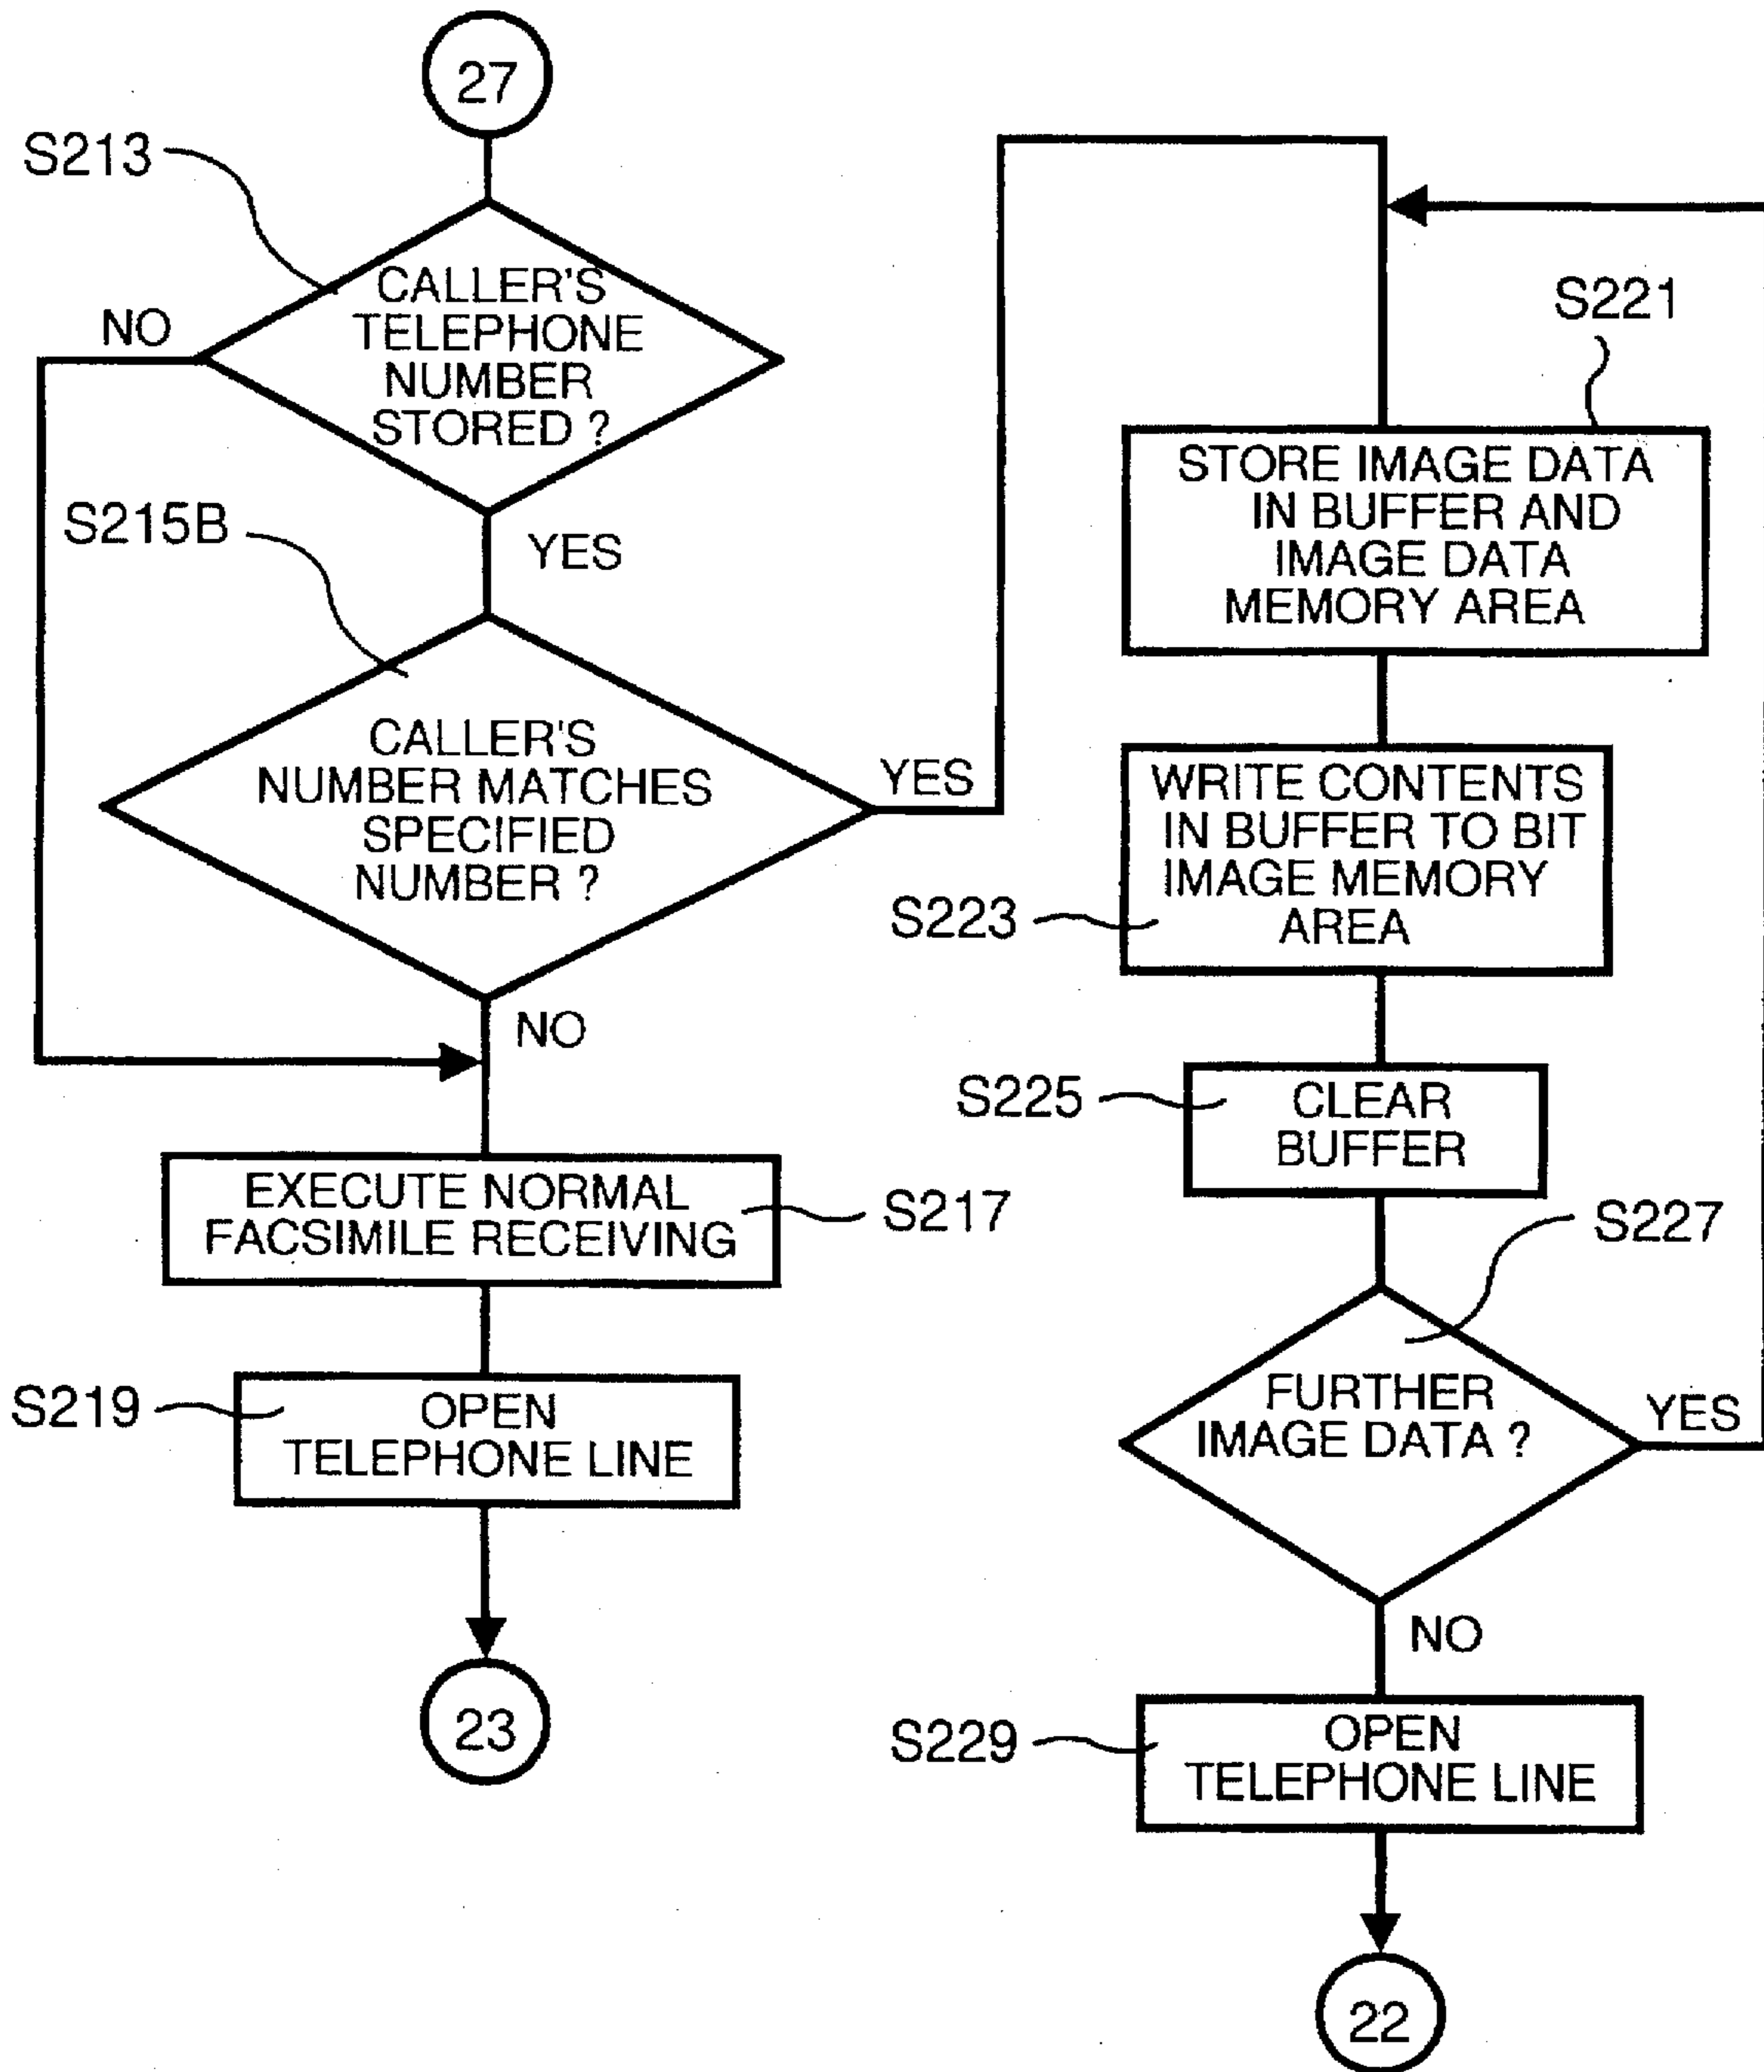 27
S213
CALLER'S
TELEPHONE
NUMBER
STORED ?
NO
YES
S215B
CALLER'S
NUMBER MATCHES
SPECIFIED
NUMBER ?
YES
NO
EXECUTE NORMAL
FACSIMILE RECEIVING
S217
S219
OPEN
TELEPHONE LINE
23
S221
STORE IMAGE DATA
IN BUFFER AND
IMAGE DATA
MEMORY AREA
WRITE CONTENTS
IN BUFFER TO BIT
IMAGE MEMORY
AREA
S223
S225
CLEAR
BUFFER
S227
FURTHER
IMAGE DATA ?
YES
NO
S229
OPEN
TELEPHONE LINE
22